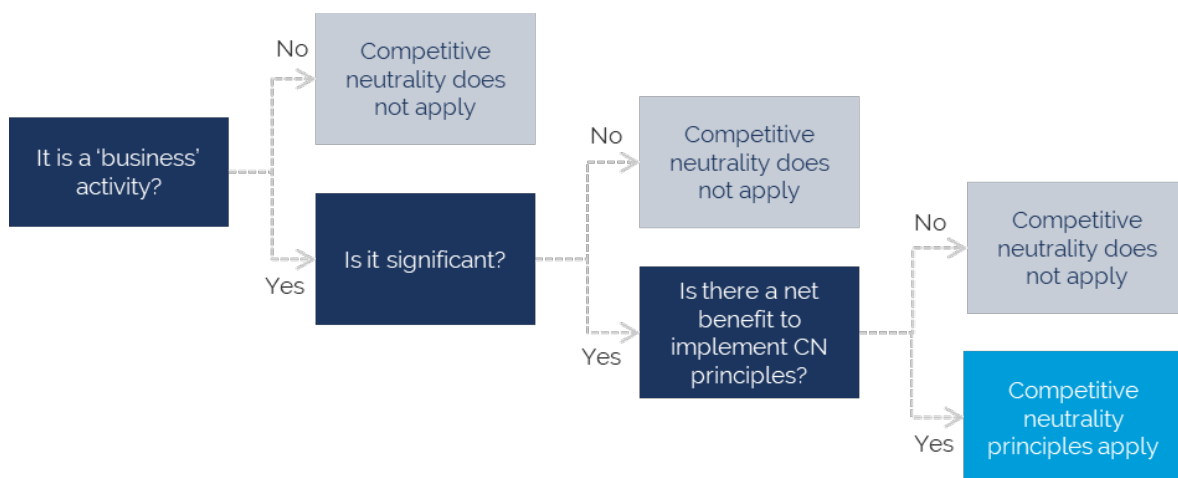 It is a ‘business’
activity?
No
Competitive
neutrality does
not apply
Yes
Is it significant?
No
Competitive
neutrality does
not apply
Yes
Is there a net
benefit to
implement CN
principles?
No
Competitive
neutrality does
not apply
Yes
Competitive
neutrality
principles apply